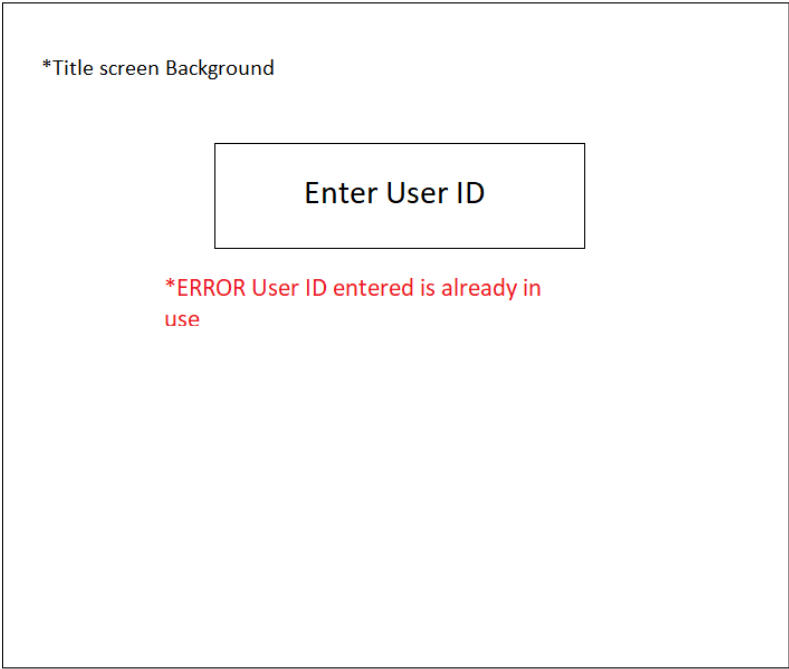 *Title screen Background
Enter User ID
*ERROR User ID entered is already in
use